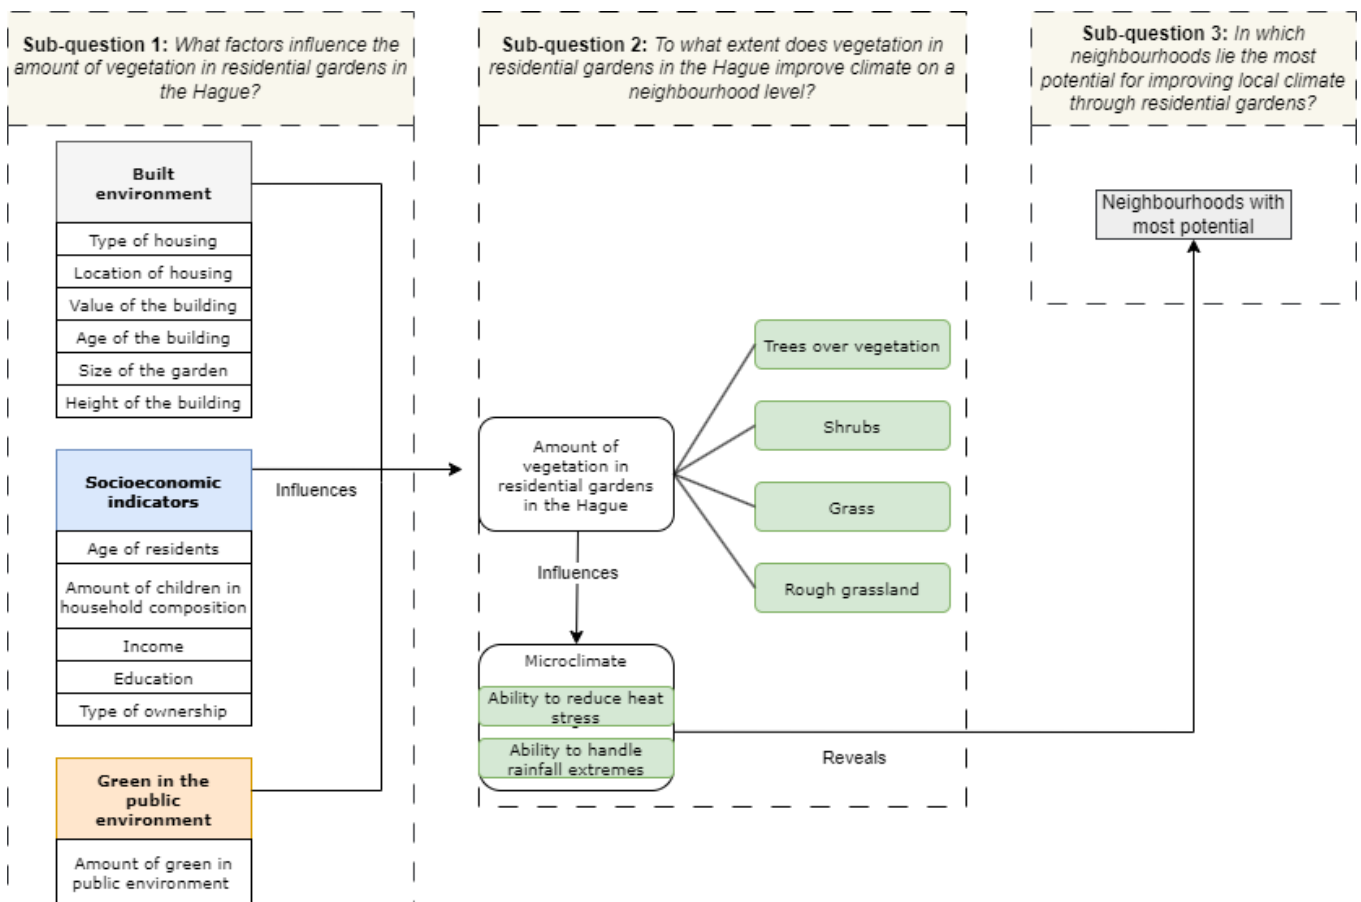 Sub-question 1: What factors influence the
amount of vegetation in residential gardens in
the Hague?
Built
environment
Type of housing
Location of housing
Value of the building
Age of the building
Size of the garden
Height of the building
Socioeconomic
indicators
Age of residents
Amount of children in
household composition
Income
Education
Type of ownership
Green in the
public
environment
Amount of green in
public environment
Influences
Sub-question 2: To what extent does vegetation in
residential gardens in the Hague improve climate on a
neighbourhood level?
Amount of
vegetation in
residential gardens
in the Hague
Trees over vegetation
Shrubs
Grass
Rough grassland
Influences
Microclimate
Ability to reduce heat
stress
Ability to handle
rainfall extremes
Reveals
Sub-question 3: In which
neighbourhoods lie the most
potential for improving local climate
through residential gardens?
Neighbourhoods with
most potential